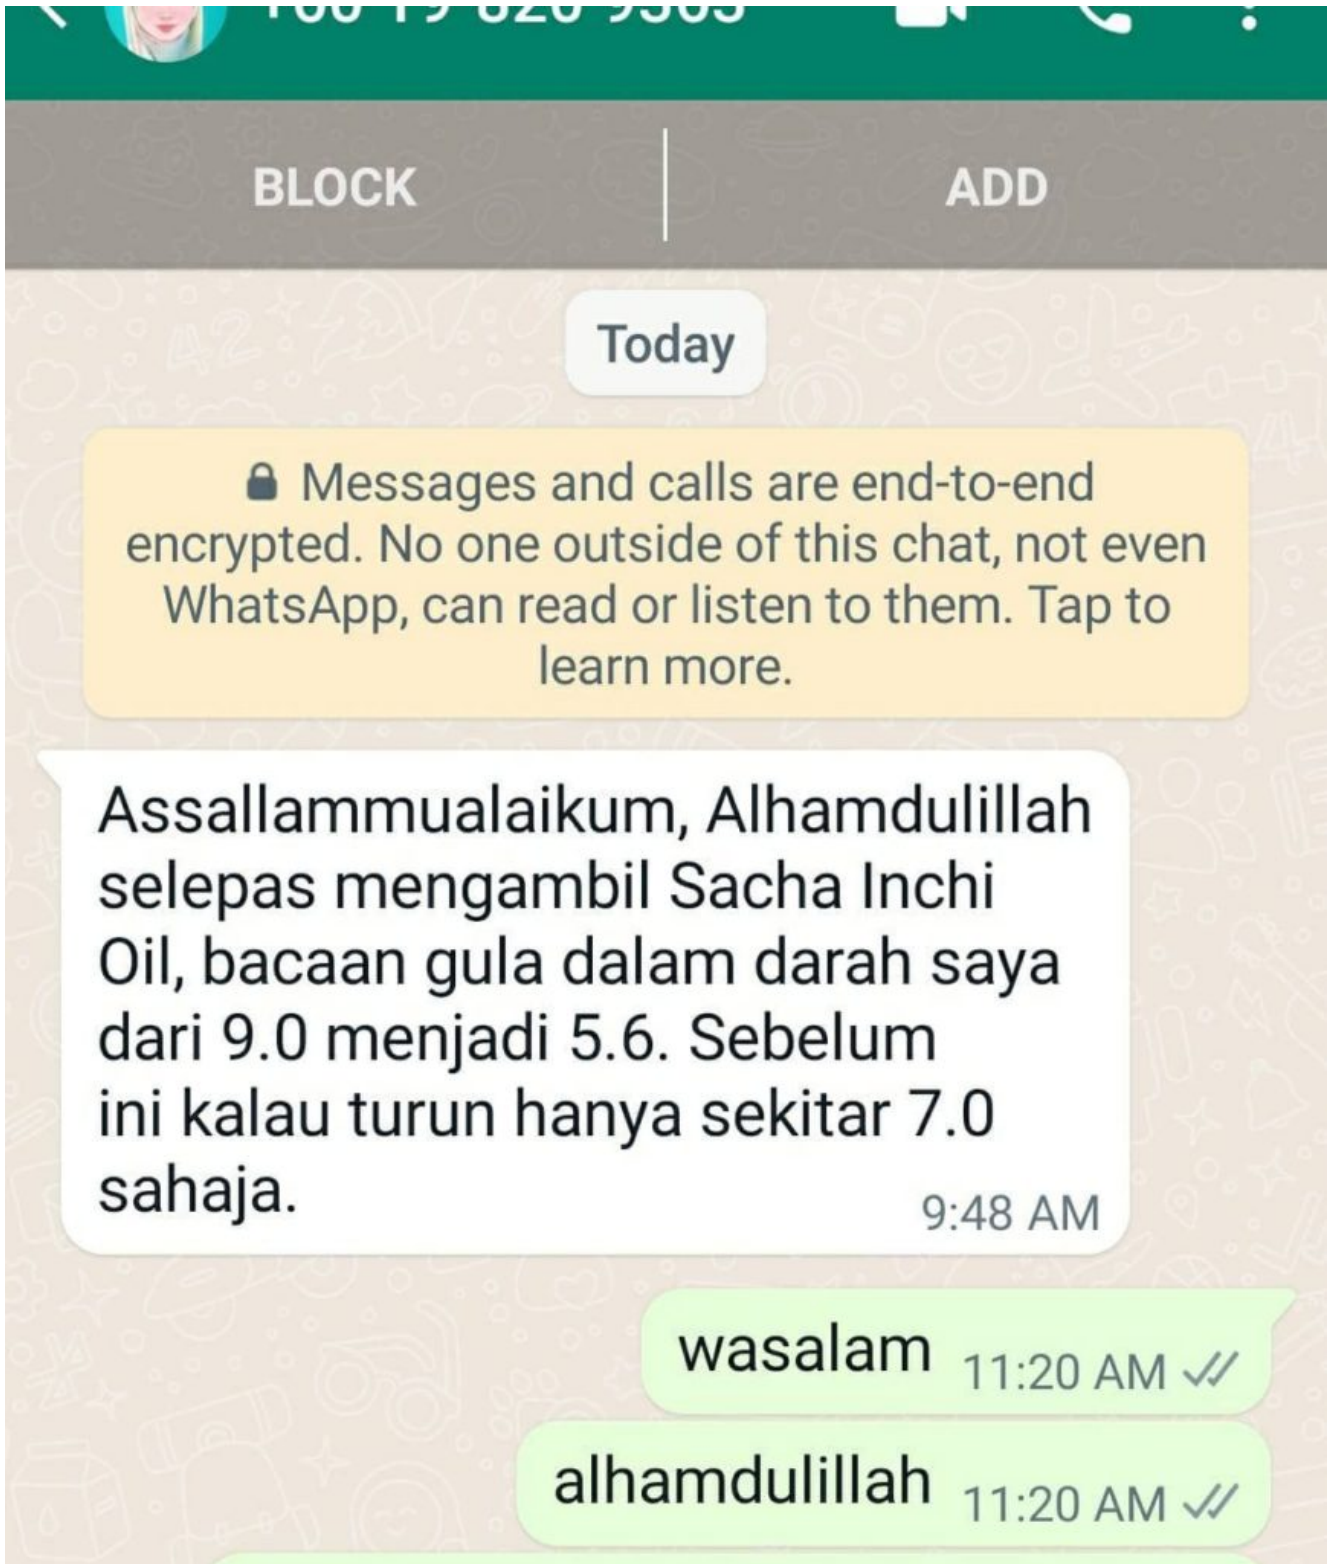 BLOCK
ADD
Today
Messages and calls are end-to-end
encrypted. No one outside of this chat, not even
WhatsApp, can read or listen to them. Tap to
learn more.
Assallammualaikum, Alhamdulillah
selepas mengambil Sacha Inchi
Oil, bacaan gula dalam darah saya
dari 9.0 menjadi 5.6. Sebelum
ini kalau turun hanya sekitar 7.0
sahaja.
9:48 AM
wasalam 11:20 AM
alhamdulillah 11:20 AM